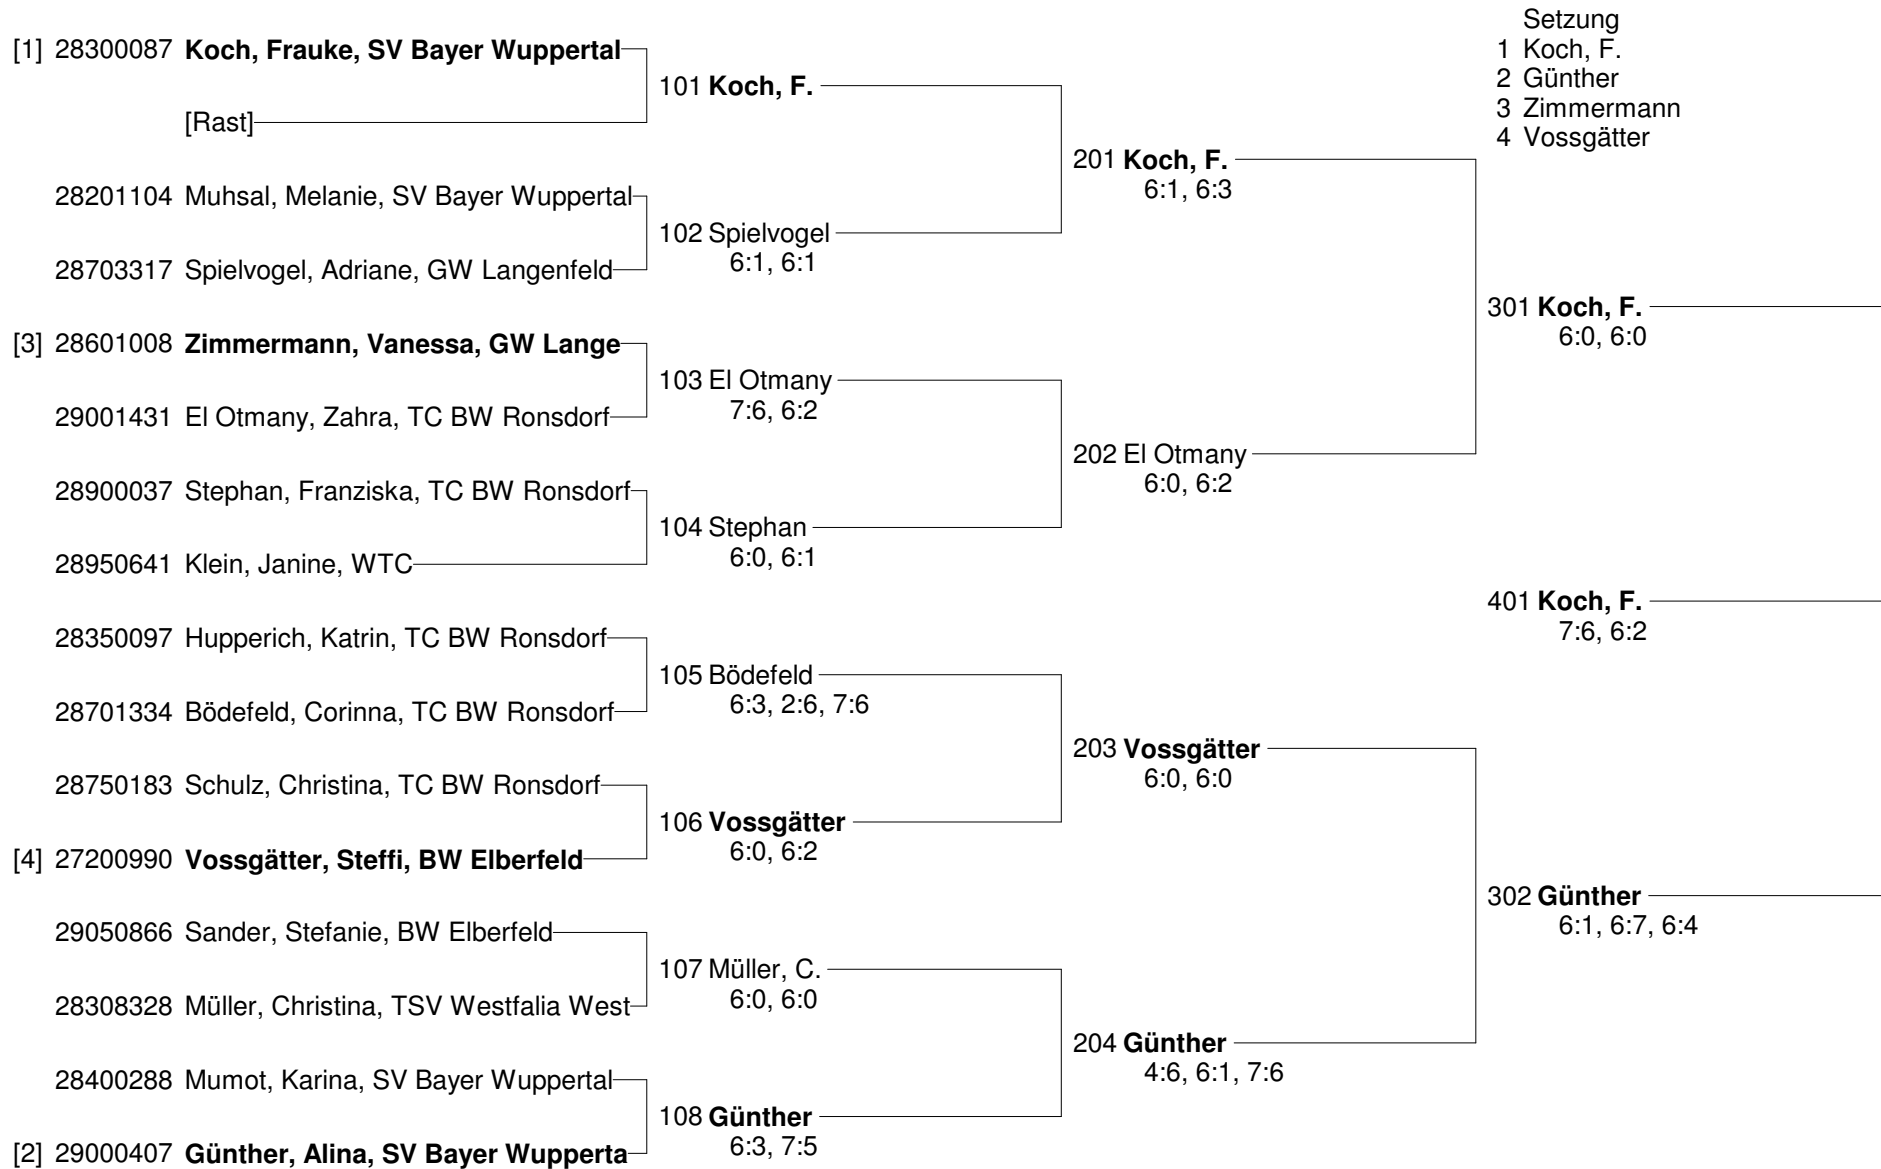 Setzung
1 Koch, F.
2 Günther
3 Zimmermann
4 Vossgätter
[1] 28300087 Koch, Frauke, SV Bayer Wuppertal
[Rast]
28201104 Muhsal, Melanie, SV Bayer Wuppertal
28703317 Spielvogel, Adriane, GW Langenfeld
[3] 28601008 Zimmermann, Vanessa, GW Lange
29001431 El Otmany, Zahra, TC BW Ronsdorf
28900037 Stephan, Franziska, TC BW Ronsdorf
28950641 Klein, Janine, WTC
28350097 Hupperich, Katrin, TC BW Ronsdorf
28701334 Bödefeld, Corinna, TC BW Ronsdorf
28750183 Schulz, Christina, TC BW Ronsdorf
[4] 27200990 Vossgätter, Steffi, BW Elberfeld
29050866 Sander, Stefanie, BW Elberfeld
28308328 Müller, Christina, TSV Westfalia West
28400288 Mumot, Karina, SV Bayer Wuppertal
[2] 29000407 Günther, Alina, SV Bayer Wupperta
101 Koch, F.
102 Spielvogel
6:1, 6:1
103 El Otmany
7:6, 6:2
104 Stephan
6:0, 6:1
105 Bödefeld
6:3, 2:6, 7:6
106 Vossgätter
6:0, 6:2
107 Müller, C.
6:0, 6:0
108 Günther
6:3, 7:5
201 Koch, F.
6:1, 6:3
202 El Otmany
6:0, 6:2
203 Vossgätter
6:0, 6:0
204 Günther
4:6, 6:1, 7:6
301 Koch, F.
6:0, 6:0
401 Koch, F.
7:6, 6:2
302 Günther
6:1, 6:7, 6:4